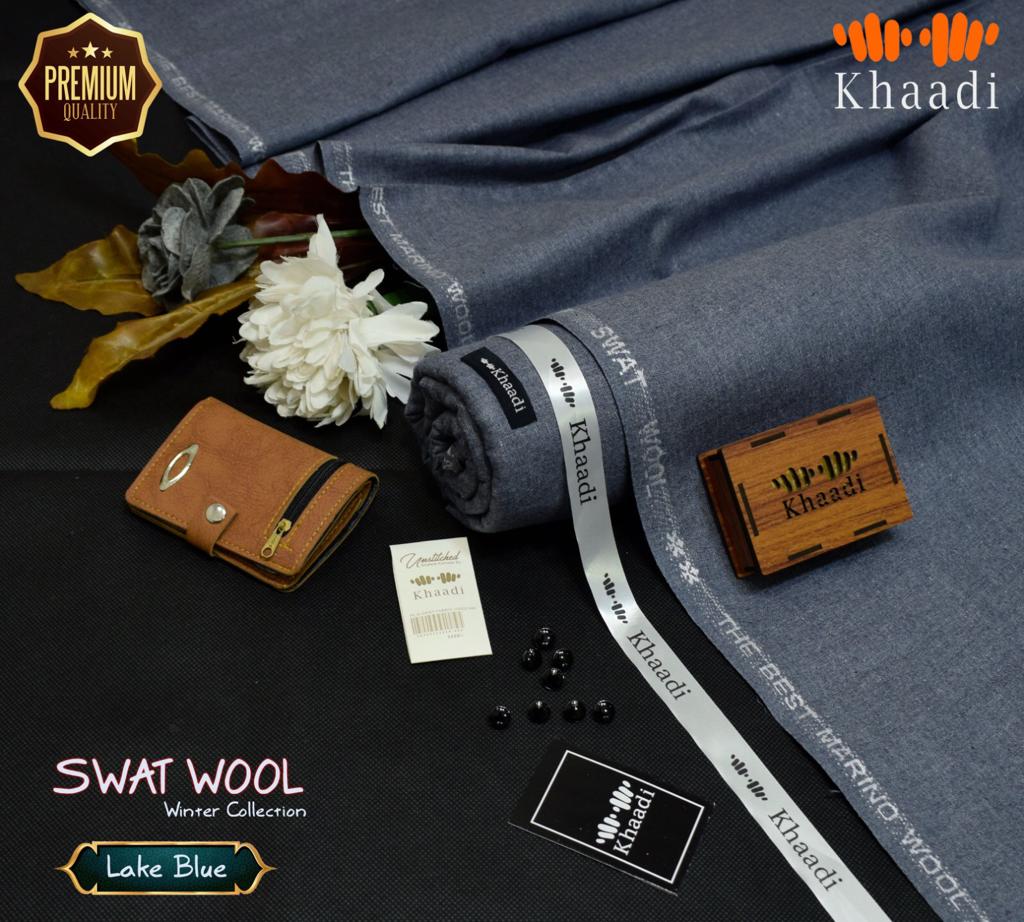 PREMIUM
QUALITY
Khaadi
THE BEST MARINO WOOL
SWAT WOOL *** THE BEST MARINO WOOL
Khaadi
Khaadi
Khaadi
Khaadi
Khaadi
Unstitched
Khaadi
Khaadi
SWAT WOOL
Winter Collection
Lake Blue